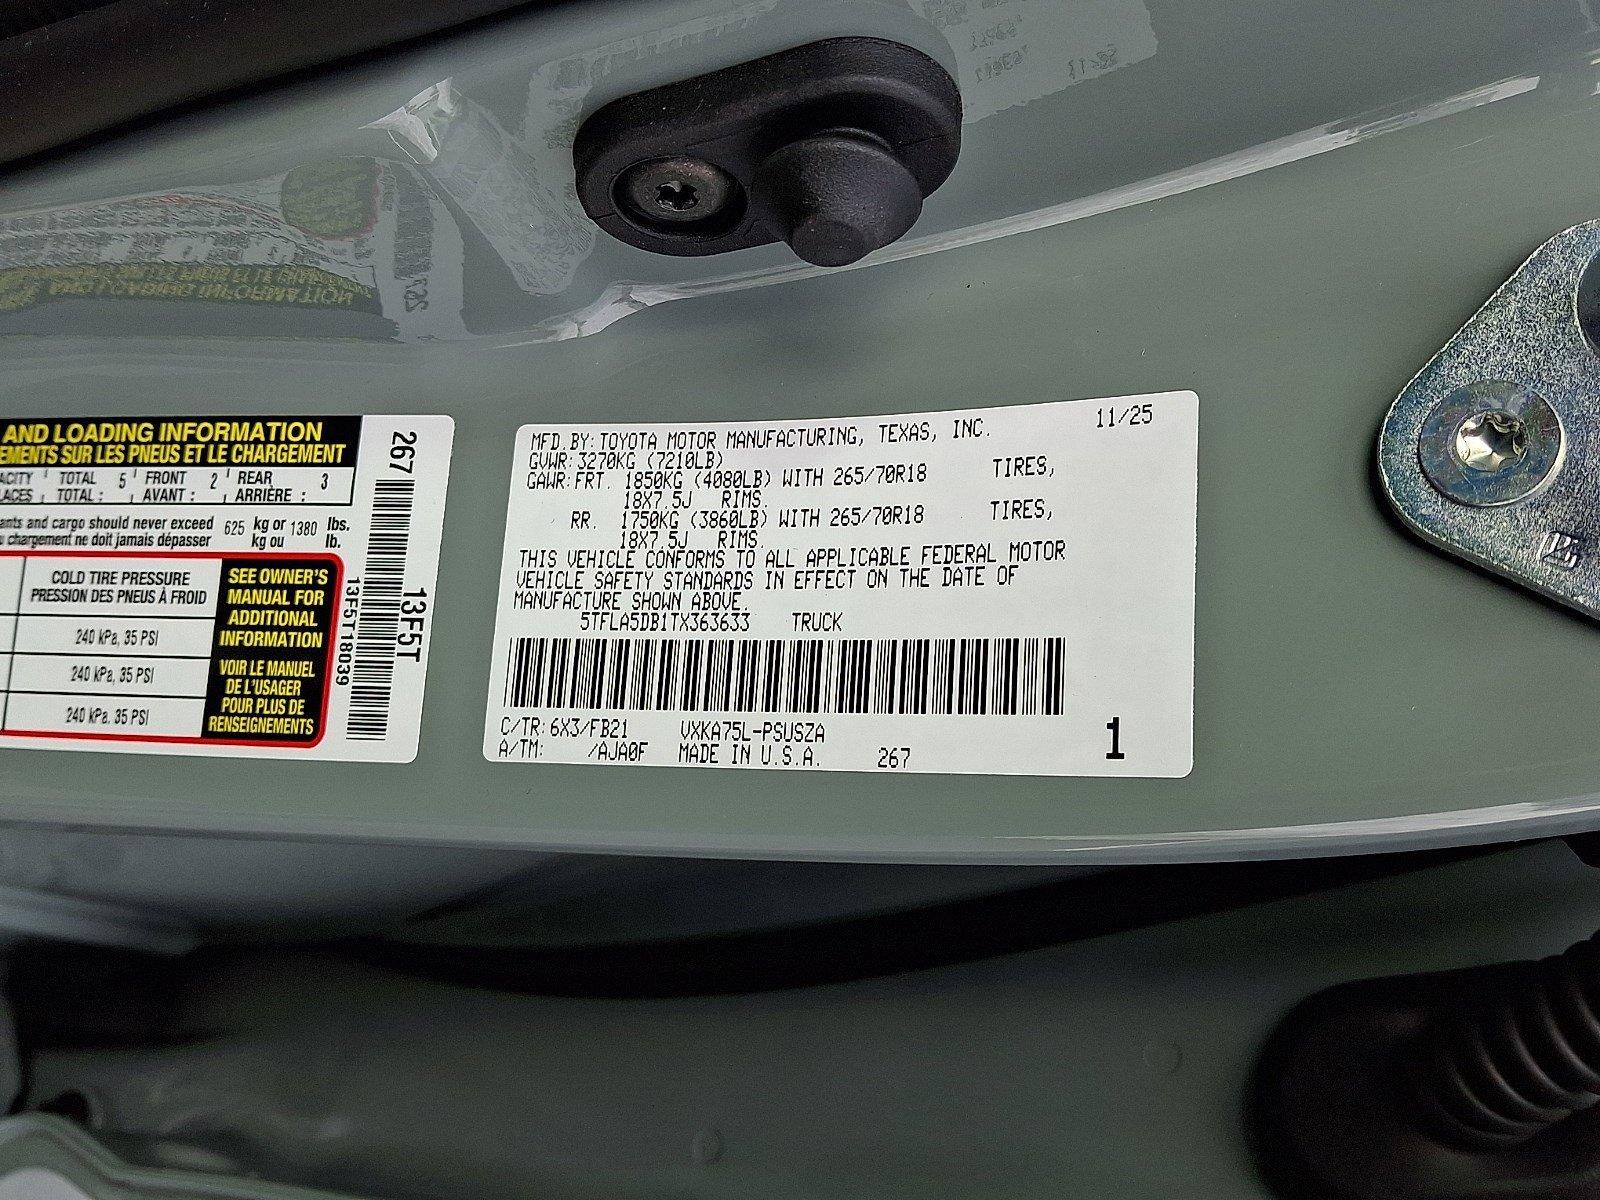 AND LOADING INFORMATION
EMENTS SUR LES PNEUS ET LE CHARGEMENT
ACITY TOTAL 5 FRONT 2 REAR 3
LACES TOTAL : AVANT : ARRIÈRE :
ants and cargo should never exceed 625 kg or 1380 lbs.
u chargement ne doit jamais dépasser kg ou lb.
COLD TIRE PRESSURE
PRESSION DES PNEUS À FROID
240 kPa, 35 PSI
240 kPa, 35 PSI
240 kPa, 35 PSI
SEE OWNER'S
MANUAL FOR
ADDITIONAL
INFORMATION
VOIR LE MANUEL
DE L'USAGER
POUR PLUS DE
RENSEIGNEMENTS
13F5T18039
267
13F5T
MFD.BY:TOYOTA MOTOR MANUFACTURING, TEXAS, INC. 11/25
GVWR:3270KG (7210LB)
GAWR:FRT. 1850KG (4080LB) WITH 265/70R18 TIRES,
18X7.5J RIMS.
RR. 1750KG (3860LB) WITH 265/70R18 TIRES,
18X7.5J RIMS.
THIS VEHICLE CONFORMS TO ALL APPLICABLE FEDERAL MOTOR
VEHICLE SAFETY STANDARDS IN EFFECT ON THE DATE OF
MANUFACTURE SHOWN ABOVE.
5TFLA5DB1TX363633 TRUCK
C/TR:6X3/FB21 VXKA75L-PSUSZA
A/TM: /AJA0F MADE IN U.S.A. 267 1